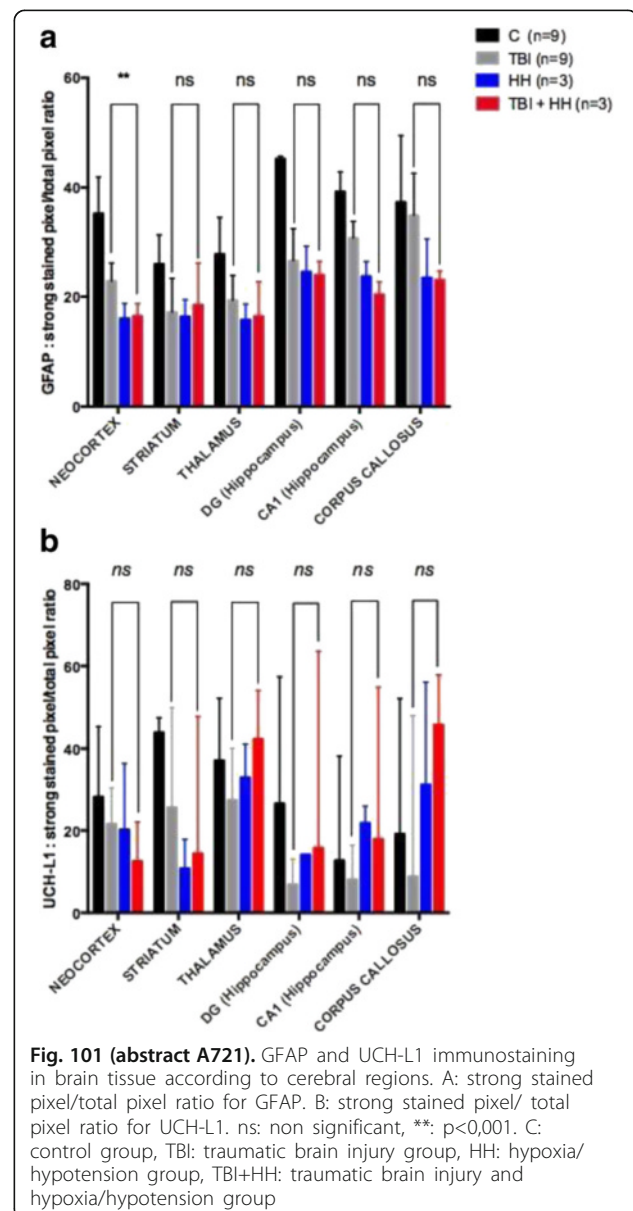 a
C (n=9)
TBI (n=9)
HH (n=3)
TBI + HH (n=3)
** ns ns ns ns ns
60
40
20
0
GFAP : strong stained pixel/total pixel ratio
NEOCORTEX
STRIATUM
THALAMUS
DG (Hippocampus)
CA1 (Hippocampus)
CORPUS CALLOSUS
b
ns ns ns ns ns ns
80
60
40
20
0
UCH-L1 : strong stained pixel/total pixel ratio
NEOCORTEX
STRIATUM
THALAMUS
DG (Hippocampus)
CA1 (Hippocampus)
CORPUS CALLOSUS
Fig. 101 (abstract A721). GFAP and UCH-L1 immunostaining
in brain tissue according to cerebral regions. A: strong stained
pixel/total pixel ratio for GFAP. B: strong stained pixel/ total
pixel ratio for UCH-L1. ns: non significant, **: p<0,001. C:
control group, TBI: traumatic brain injury group, HH: hypoxia/
hypotension group, TBI+HH: traumatic brain injury and
hypoxia/hypotension group